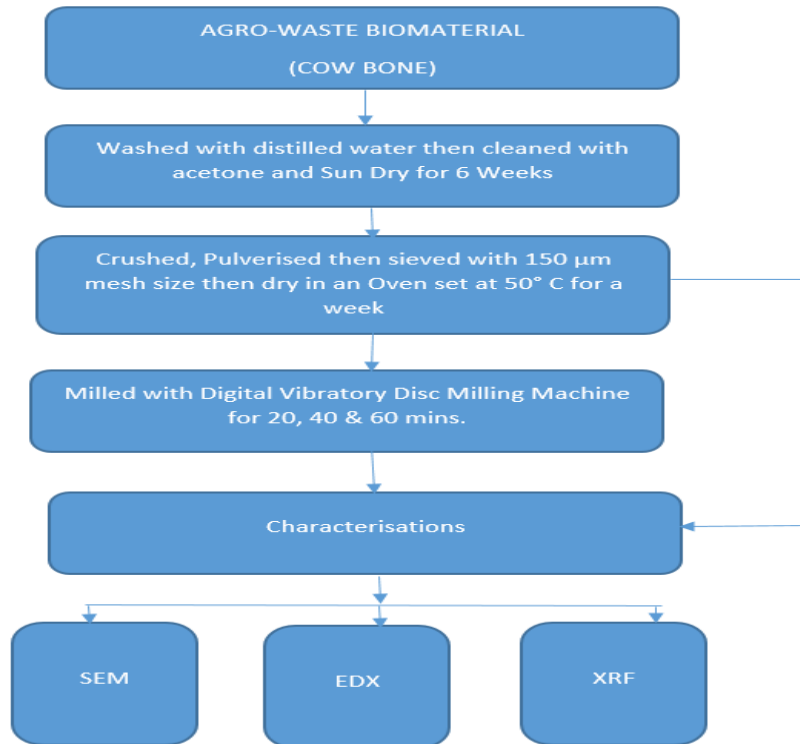 AGRO-WASTE BIOMATERIAL
(COW BONE)
Washed with distilled water then cleaned with
acetone and Sun Dry for 6 Weeks
Crushed, Pulverised then sieved with 150 µm
mesh size then dry in an Oven set at 50° C for a
week
Milled with Digital Vibratory Disc Milling Machine
for 20, 40 & 60 mins.
Characterisations
SEM
EDX
XRF